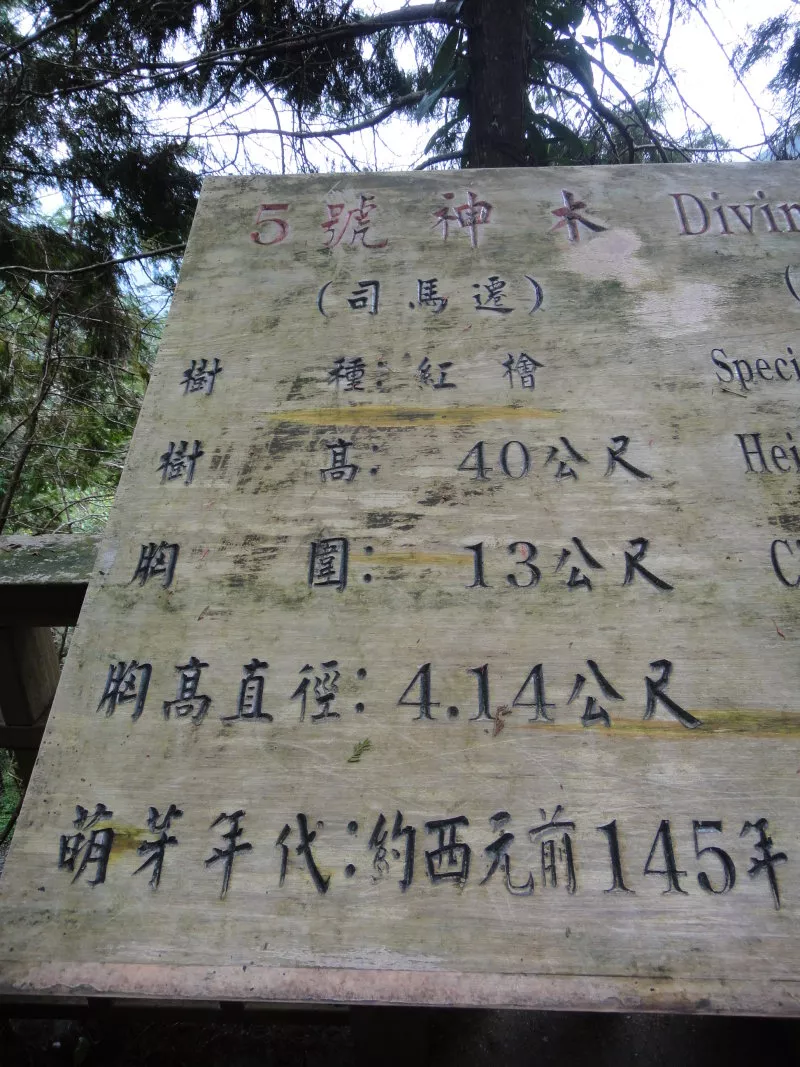 5號神木 Divin
(司馬遷) (
樹種：紅檜 Speci
樹高：40公尺 Hei
胸圍：13公尺 C
胸高直徑：4.14公尺
萌芽年代：約西元前145年